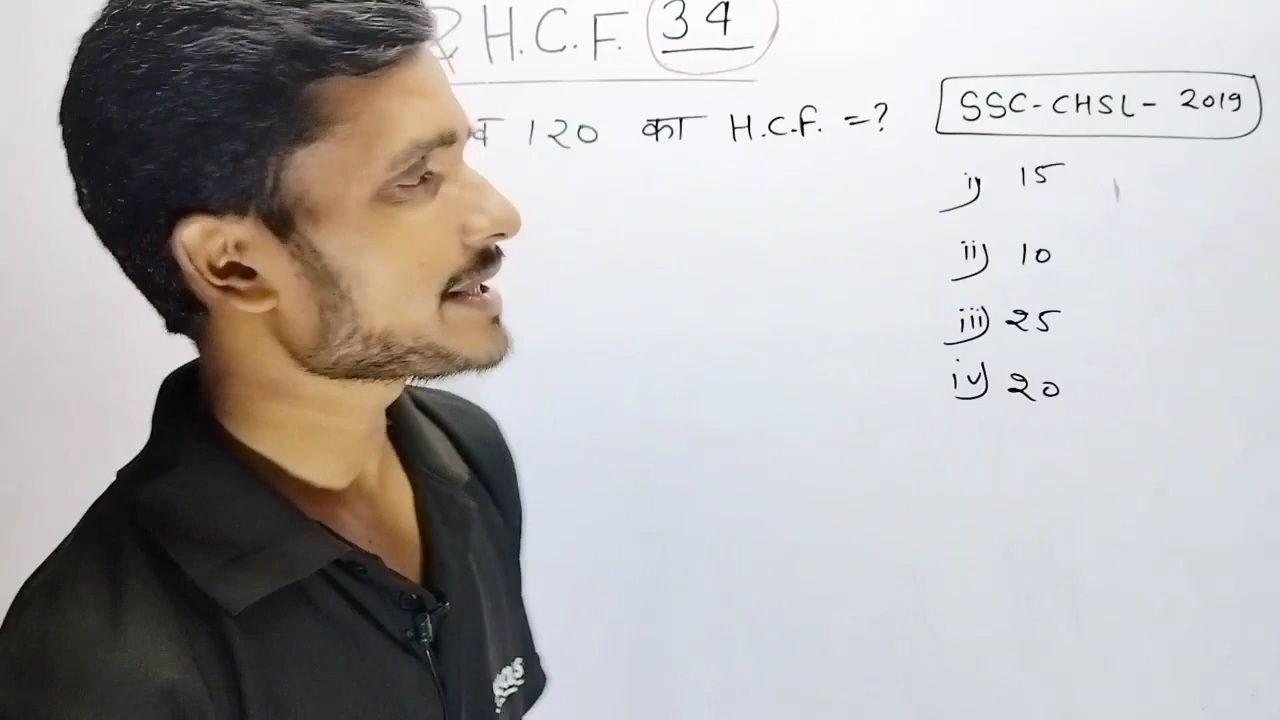 H.C.F. 34
व 120 का H.C.F. =?
SSC-CHSL- 2019
i) 15
ii) 10
iii) 25
iv) 20